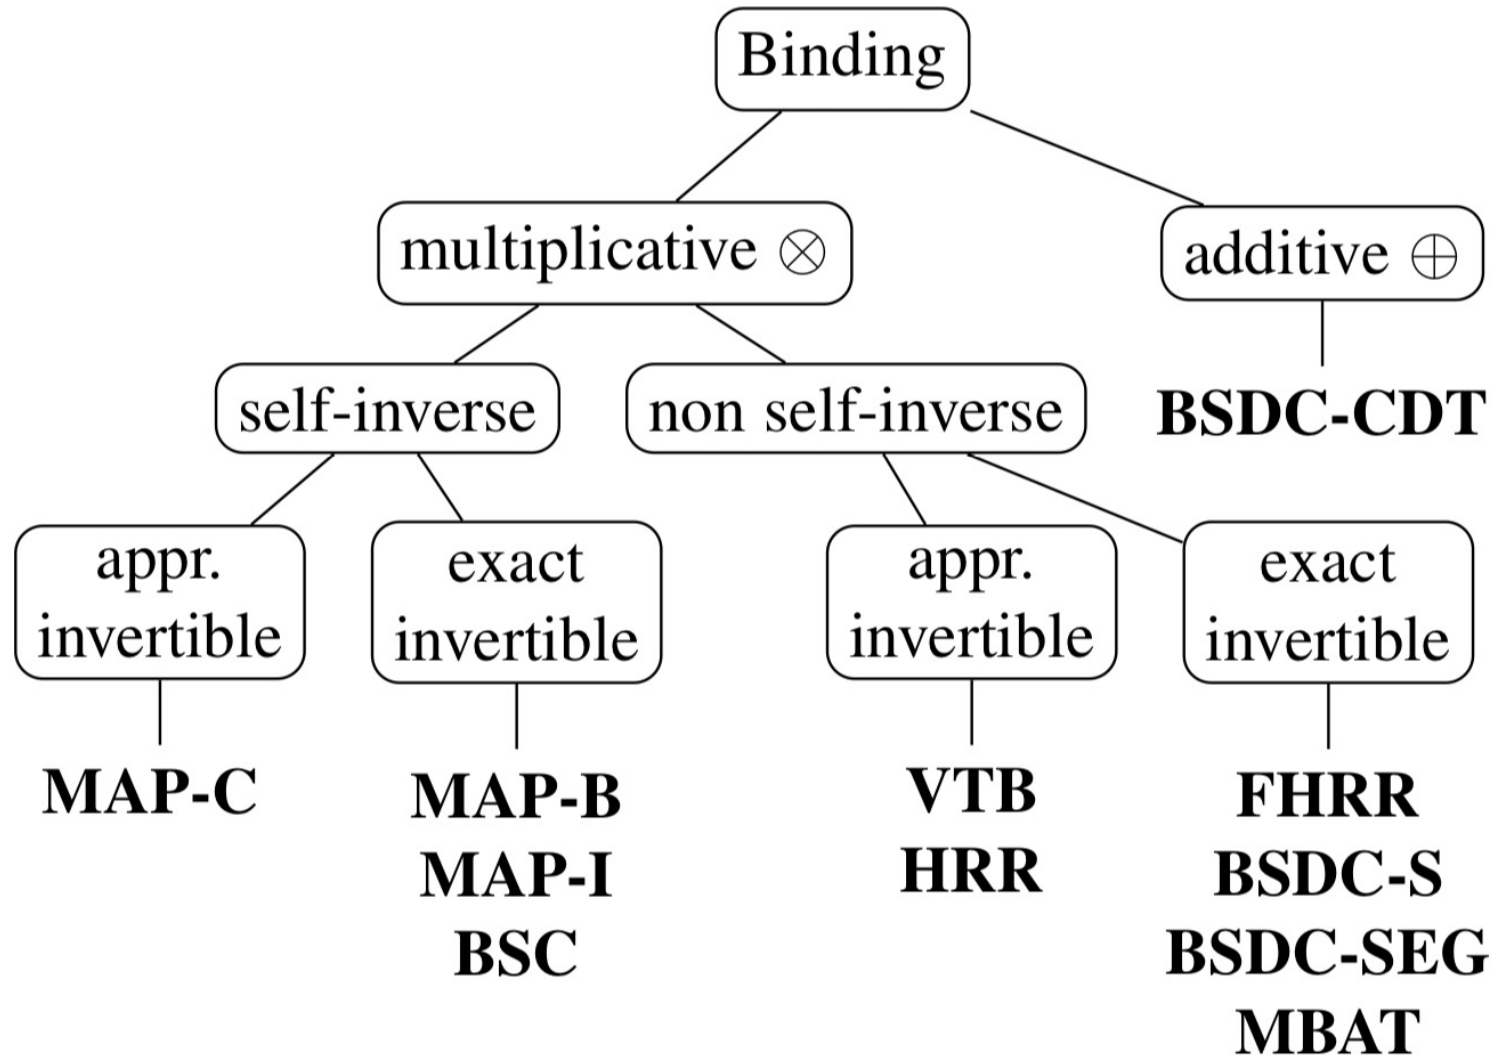 Binding
multiplicative ⊗
additive ⊕
self-inverse
non self-inverse
BSDC-CDT
appr.
invertible
exact
invertible
appr.
invertible
exact
invertible
MAP-C
MAP-B
MAP-I
BSC
VTB
HRR
FHRR
BSDC-S
BSDC-SEG
MBAT